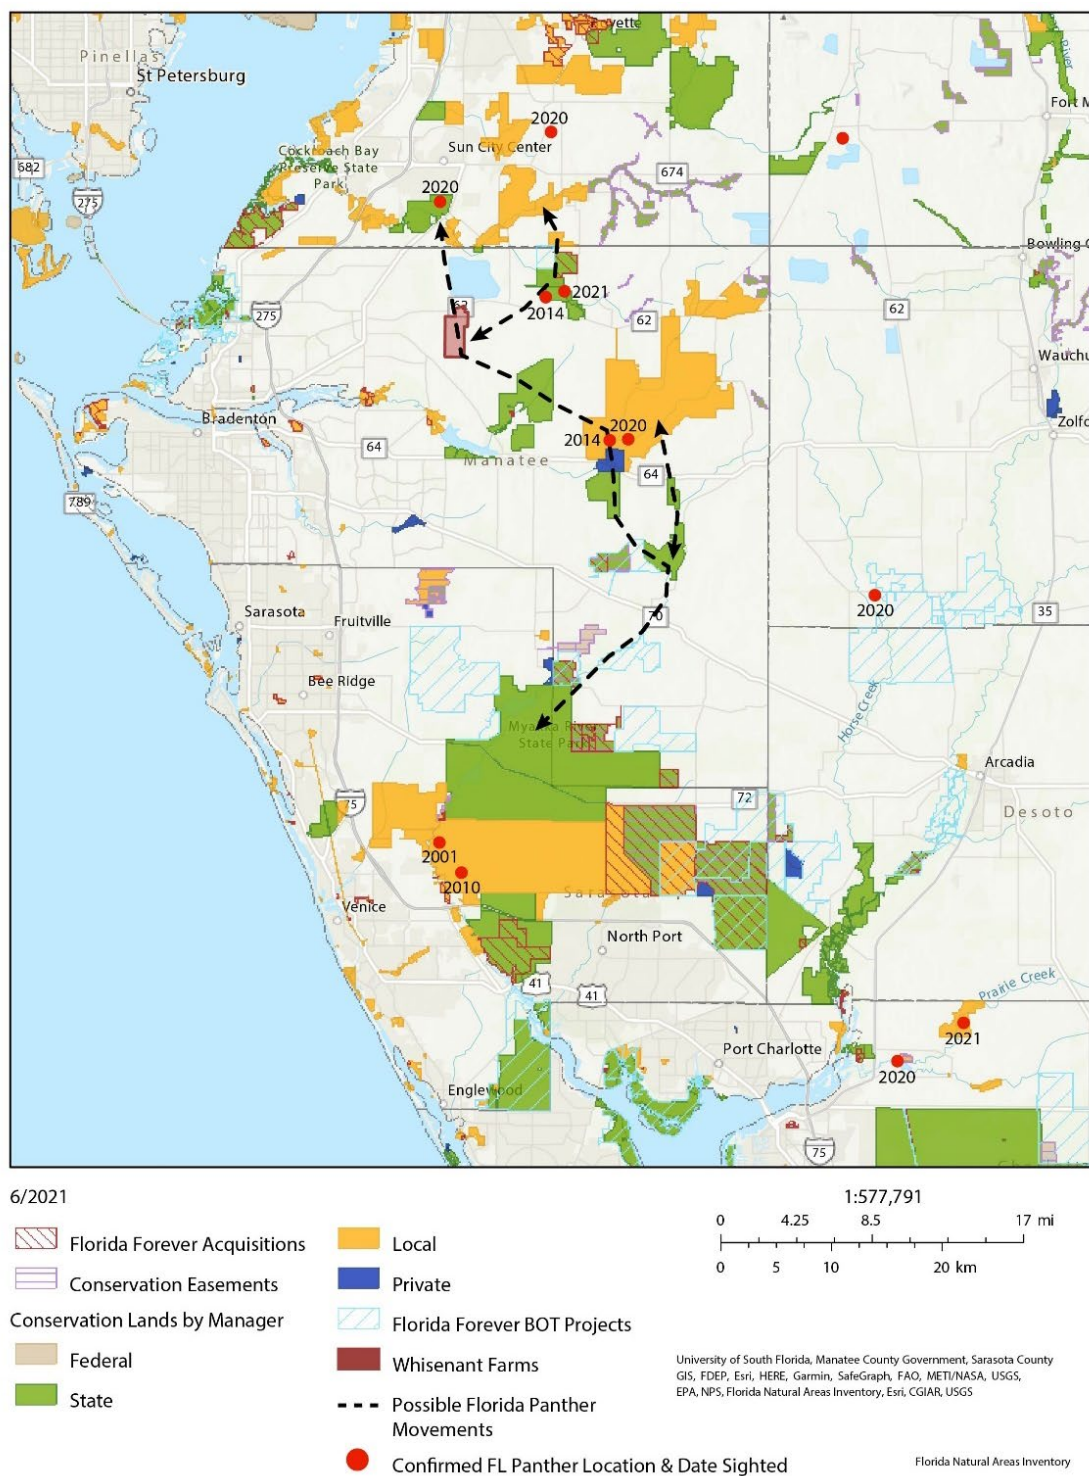 Pinellas
St Petersburg
Fort M
River
2020
Sun City Center
Cockroach Bay
Preserve State
Park
682
275
2020
674
Bowling G
2021
2014
62
62
62
275
Wauchu
Bradenton
2014
2020
Zolfo
64
Manatee
64
789
2020
Sarasota
Fruitville
70
35
Bee Ridge
Horse Creek
State Park
Arcadia
75
72
Desoto
2001
2010
Sarasota
Venice
North Port
41
41
Prairie Creek
2021
Port Charlotte
2020
Englewood
75
6/2021
1:577,791
0 4.25 8.5 17 mi
0 5 10 20 km
Florida Forever Acquisitions
Conservation Easements
Conservation Lands by Manager
Federal
State
Local
Private
Florida Forever BOT Projects
Whisenant Farms
Possible Florida Panther
Movements
Confirmed FL Panther Location & Date Sighted
University of South Florida, Manatee County Government, Sarasota County
GIS, FDEP, Esri, HERE, Garmin, SafeGraph, FAO, METI/NASA, USGS,
EPA, NPS, Florida Natural Areas Inventory, Esri, CGIAR, USGS
Florida Natural Areas Inventory